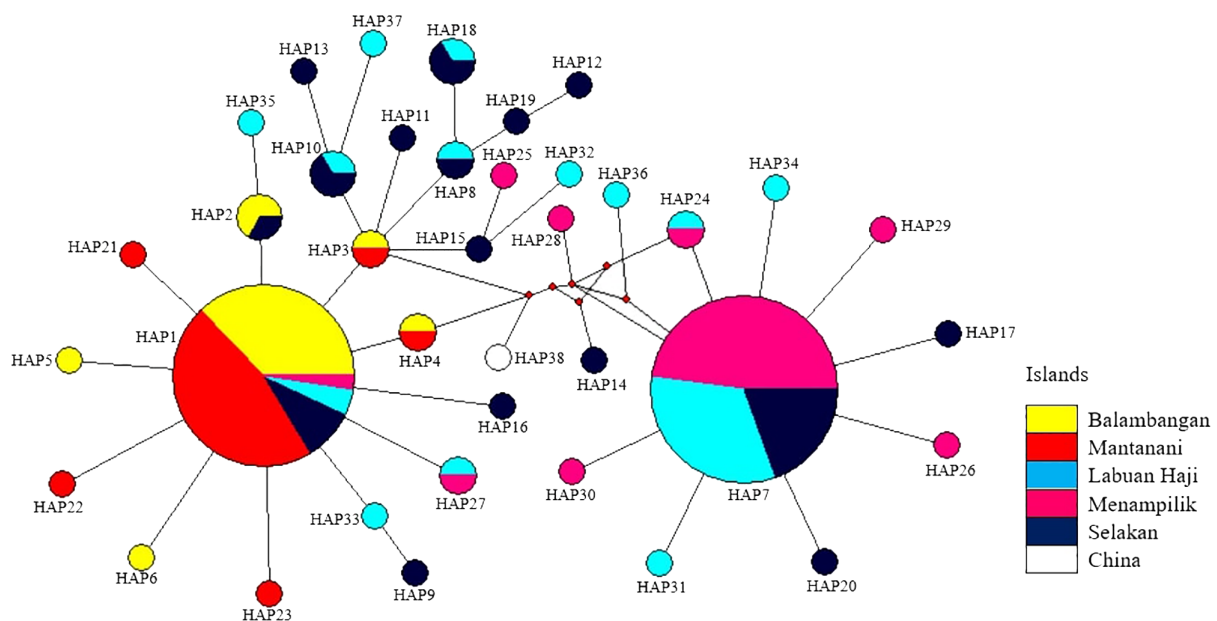 HAP37
HAP18
HAP13
HAP12
HAP35
HAP19
HAP11
HAP10
HAP25
HAP32
HAP34
HAP8
HAP36
HAP24
HAP2
HAP29
HAP21
HAP3
HAP15
HAP28
HAP1
HAP17
HAP5
HAP4
HAP38
HAP14
Islands
HAP16
Balambangan
Mantanani
HAP22
HAP26
Labuan Haji
HAP27
HAP30
HAP7
Menampilik
HAP33
Selakan
China
HAP6
HAP31
HAP20
HAP9
HAP23